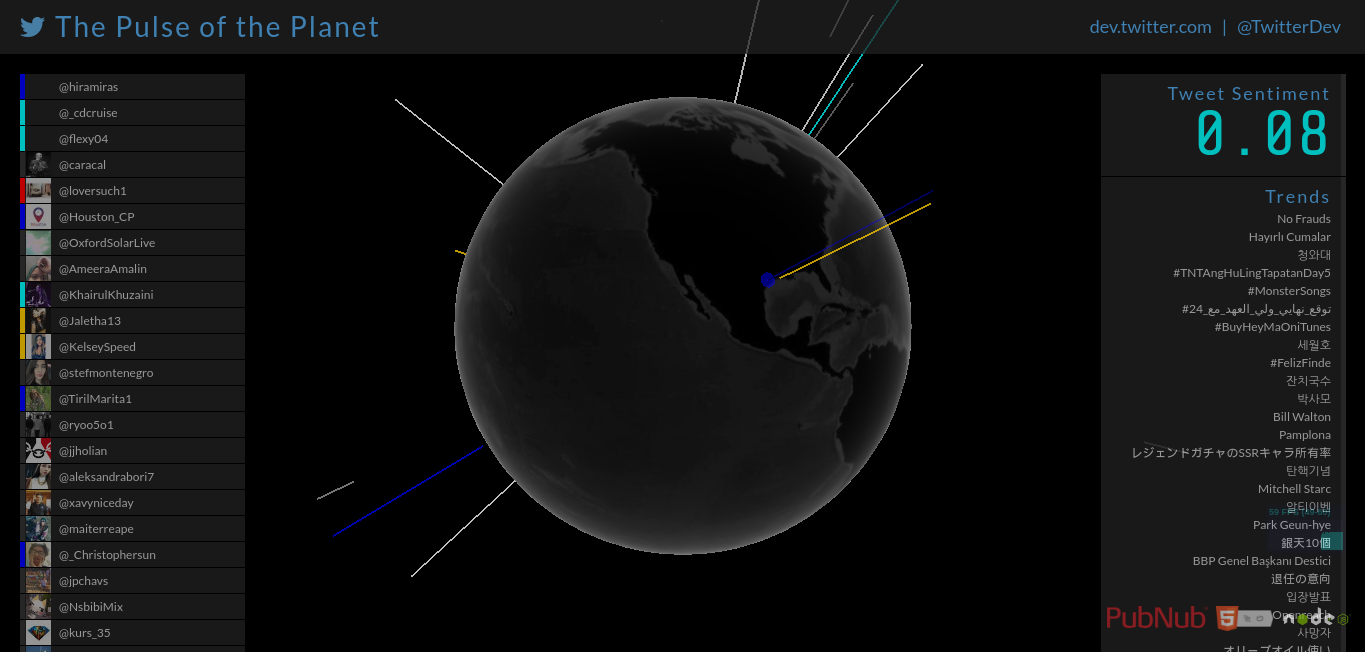 The Pulse of the Planet
dev.twitter.com | @TwitterDev
@hiramiras
@_cdcruise
@flexy04
@caracal
@loversuch1
@Houston_CP
@OxfordSolarLive
@AmeeraAmalin
@KhairulKhuzaini
@Jaletha13
@KelseySpeed
@stefmontenegro
@TirilMarita1
@ryoo5o1
@jjholian
@aleksandrabori7
@xavyniceday
@maiterreape
@_Christophersun
@jpchavs
@NsbibiMix
@kurs_35
Tweet Sentiment
0.08
Trends
No Frauds
Hayırlı Cumalar
청와대
#TNTAngHuLingTapatanDay5
#MonsterSongs
#توقع_نهايي_ولي_العهد_مع_24
#BuyHeyMaOniTunes
세월호
#FelizFinde
잔치국수
박사모
Bill Walton
Pamplona
レジェンドガチャのSSRキャラ所有率
탄핵기념
Mitchell Starc
알티이벤
Park Geun-hye
銀天10個
BBP Genel Başkanı Destici
退任の意向
입장발표
Openreach
사망자
オリーブオイル使い
PubNub
5
node